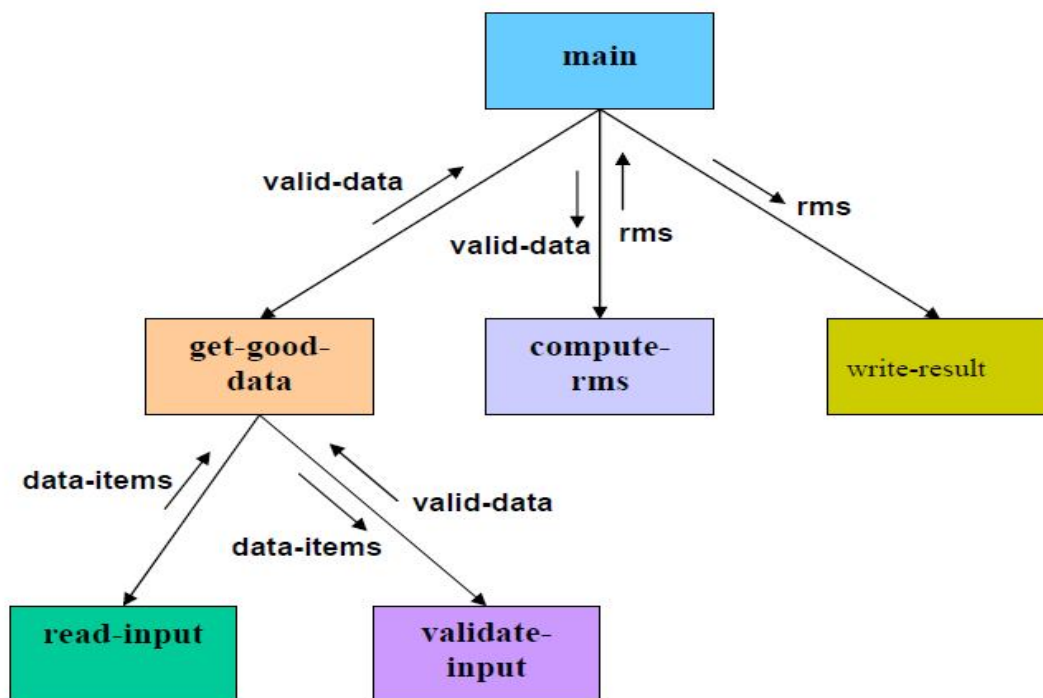 main
valid-data
valid-data
rms
rms
get-good-
data
compute-
rms
write-result
data-items
data-items
valid-data
read-input
validate-
input